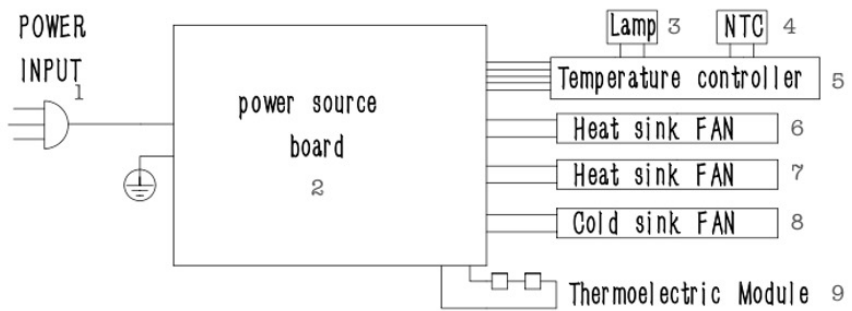 POWER
INPUT
1
power source
board
2
Lamp 3
NTC 4
Temperature controller 5
Heat sink FAN 6
Heat sink FAN 7
Cold sink FAN 8
Thermoelectric Module 9